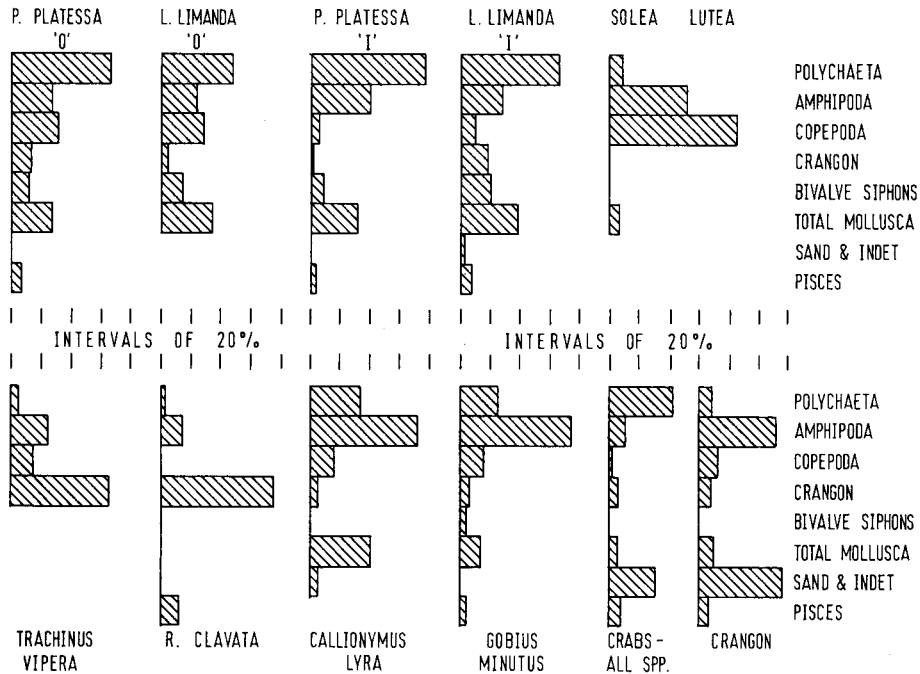 P. PLATESSA L. LIMANDA P. PLATESSA L. LIMANDA SOLEA LUTEA
'O' 'O' 'I' 'I'
POLYCHAETA
AMPHIPODA
COPEPODA
CRANGON
BIVALVE SIPHONS
TOTAL MOLLUSCA
SAND & INDET
PISCES
INTERVALS OF 20% INTERVALS OF 20%
POLYCHAETA
AMPHIPODA
COPEPODA
CRANGON
BIVALVE SIPHONS
TOTAL MOLLUSCA
SAND & INDET
PISCES
TRACHINUS R. CLAVATA CALLIONYMUS GOBIUS CRABS - CRANGON
VIPERA LYRA MINUTUS ALL SPP.